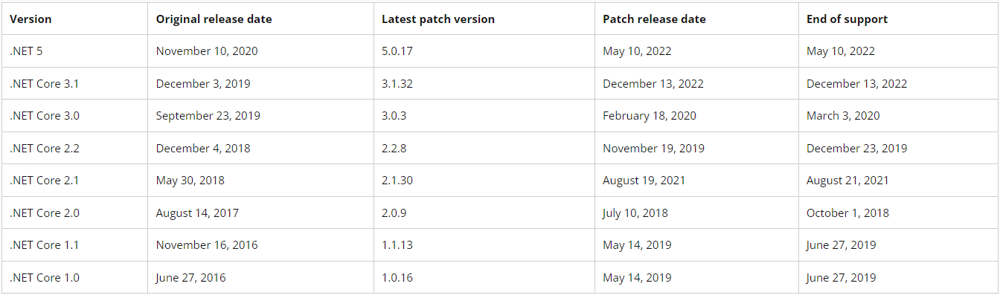 Version Original release date Latest patch version Patch release date End of support
.NET 5 November 10, 2020 5.0.17 May 10, 2022 May 10, 2022
.NET Core 3.1 December 3, 2019 3.1.32 December 13, 2022 December 13, 2022
.NET Core 3.0 September 23, 2019 3.0.3 February 18, 2020 March 3, 2020
.NET Core 2.2 December 4, 2018 2.2.8 November 19, 2019 December 23, 2019
.NET Core 2.1 May 30, 2018 2.1.30 August 19, 2021 August 21, 2021
.NET Core 2.0 August 14, 2017 2.0.9 July 10, 2018 October 1, 2018
.NET Core 1.1 November 16, 2016 1.1.13 May 14, 2019 June 27, 2019
.NET Core 1.0 June 27, 2016 1.0.16 May 14, 2019 June 27, 2019